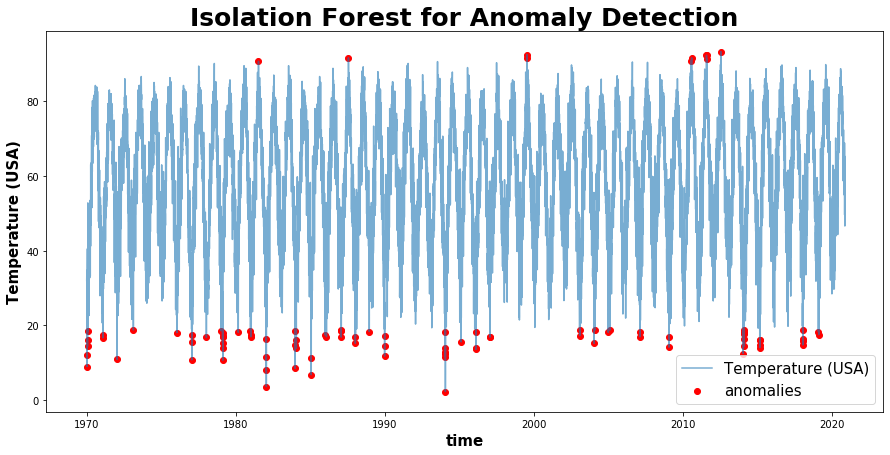 Isolation Forest for Anomaly Detection
Temperature (USA)
80
60
40
20
0
Temperature (USA)
anomalies
1970
1980
1990
2000
2010
2020
time